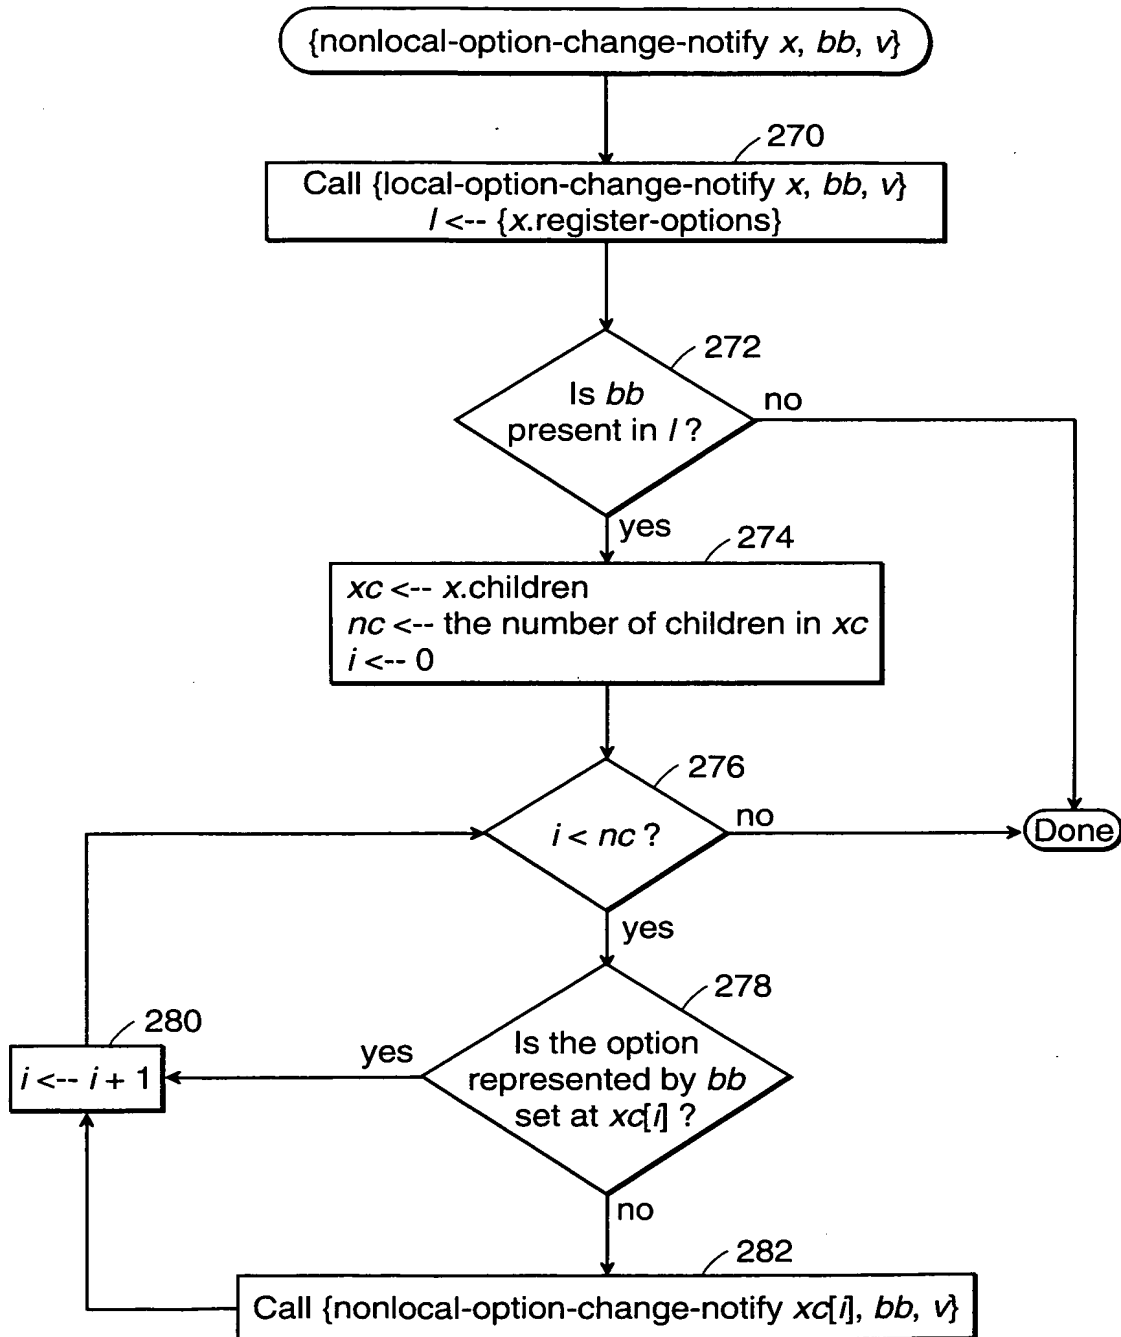 {nonlocal-option-change-notify x, bb, v}
270
Call {local-option-change-notify x, bb, v}
l <-- {x.register-options}
272
Is bb
present in l ?
no
yes
274
xc <-- x.children
nc <-- the number of children in xc
i <-- 0
276
i < nc ?
no
Done
yes
278
Is the option
represented by bb
set at xc[i] ?
yes
280
i <-- i + 1
no
282
Call {nonlocal-option-change-notify xc[i], bb, v}